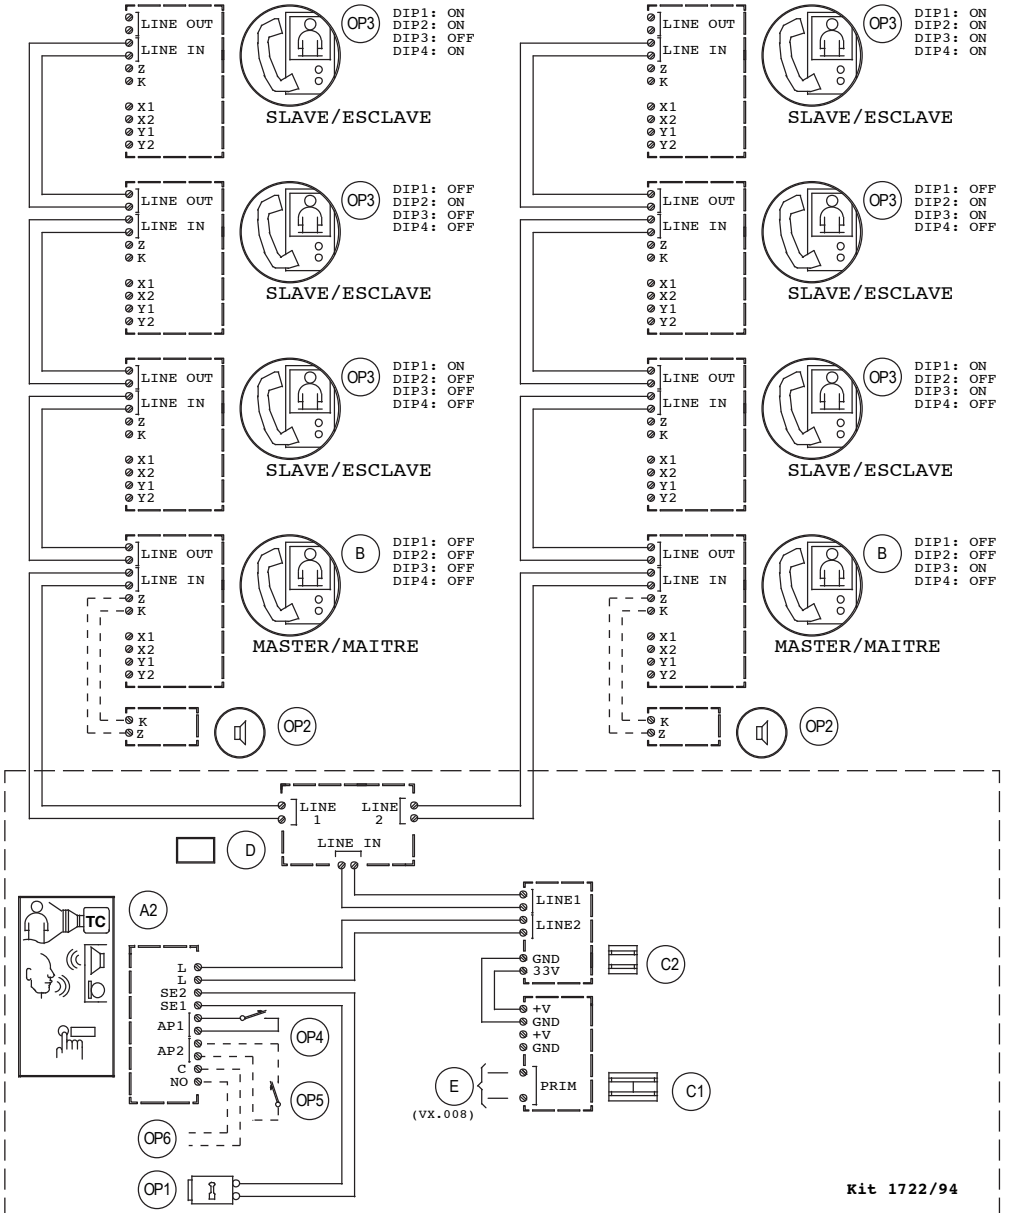 LINE OUT
LINE IN
Z
K
X1
X2
Y1
Y2
OP3
DIP1: ON
DIP2: ON
DIP3: OFF
DIP4: ON
SLAVE/ESCLAVE
LINE OUT
LINE IN
Z
K
X1
X2
Y1
Y2
OP3
DIP1: ON
DIP2: ON
DIP3: ON
DIP4: ON
SLAVE/ESCLAVE
LINE OUT
LINE IN
Z
K
X1
X2
Y1
Y2
OP3
DIP1: OFF
DIP2: ON
DIP3: OFF
DIP4: OFF
SLAVE/ESCLAVE
LINE OUT
LINE IN
Z
K
X1
X2
Y1
Y2
OP3
DIP1: OFF
DIP2: ON
DIP3: ON
DIP4: OFF
SLAVE/ESCLAVE
LINE OUT
LINE IN
Z
K
X1
X2
Y1
Y2
OP3
DIP1: ON
DIP2: OFF
DIP3: OFF
DIP4: OFF
SLAVE/ESCLAVE
LINE OUT
LINE IN
Z
K
X1
X2
Y1
Y2
OP3
DIP1: ON
DIP2: OFF
DIP3: ON
DIP4: OFF
SLAVE/ESCLAVE
LINE OUT
LINE IN
Z
K
X1
X2
Y1
Y2
B
DIP1: OFF
DIP2: OFF
DIP3: OFF
DIP4: OFF
MASTER/MAITRE
LINE OUT
LINE IN
Z
K
X1
X2
Y1
Y2
B
DIP1: OFF
DIP2: OFF
DIP3: ON
DIP4: OFF
MASTER/MAITRE
K
Z
OP2
K
Z
OP2
LINE
1
LINE
2
LINE IN
D
TC
A2
L
L
SE2
SE1
AP1
AP2
C
NO
OP4
OP5
OP6
OP1
LINE1
LINE2
GND
33V
C2
+V
GND
+V
GND
PRIM
C1
E
(VX.008)
Kit 1722/94